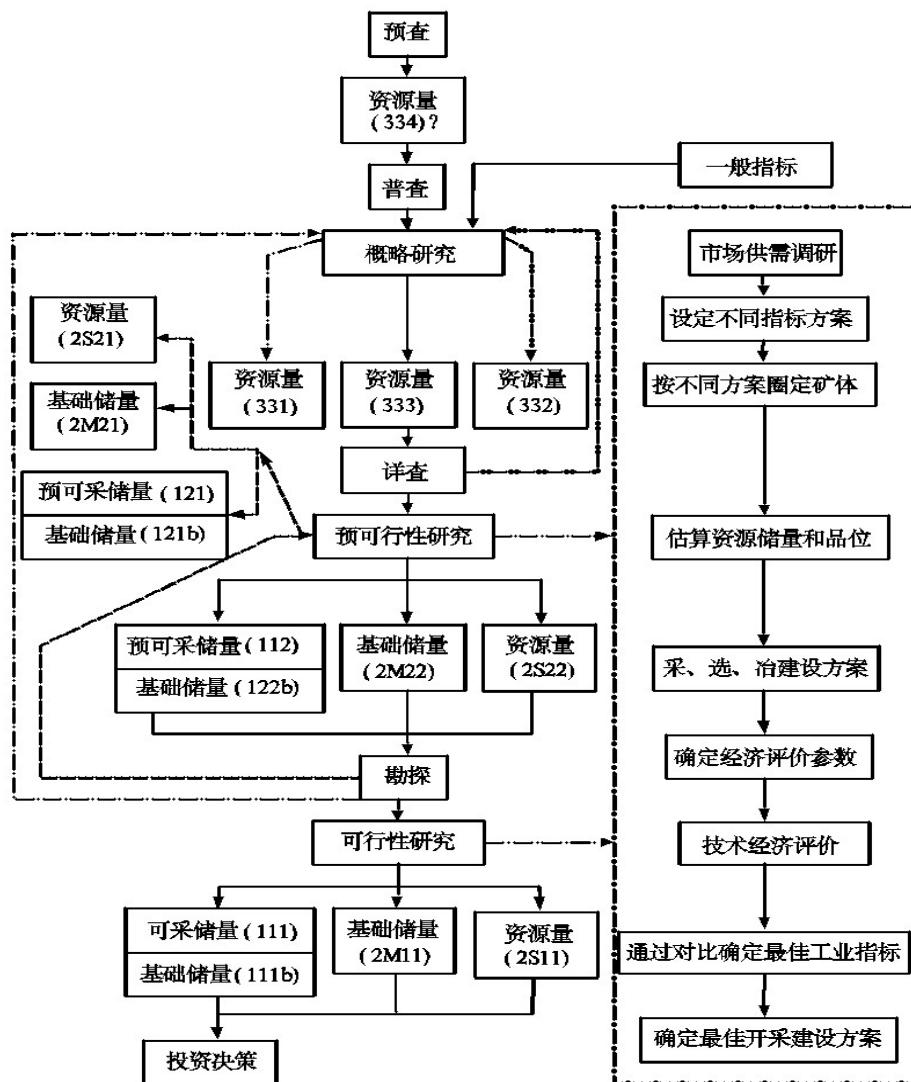 预查
资源量
(334)?
一般指标
普查
概略研究
市场供需调研
资源量
(2S21)
设定不同指标方案
资源量
(331)
资源量
(333)
资源量
(332)
按不同方案圈定矿体
基础储量
(2M21)
详查
预可采储量(121)
基础储量(121b)
预可行性研究
估算资源储量和品位
预可采储量(112)
基础储量(122b)
基础储量
(2M22)
资源量
(2S22)
采、选、冶建设方案
确定经济评价参数
勘探
可行性研究
技术经济评价
可采储量(111)
基础储量(111b)
基础储量
(2M11)
资源量
(2S11)
通过对比确定最佳工业指标
确定最佳开采建设方案
投资决策